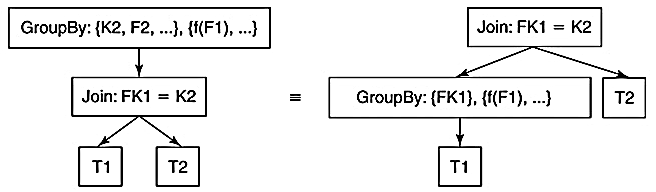 GroupBy: {K2, F2, ...}, {f(F1), ...}
Join: FK1 = K2
T1
T2
≡
Join: FK1 = K2
GroupBy: {FK1}, {f(F1), ...}
T2
T1